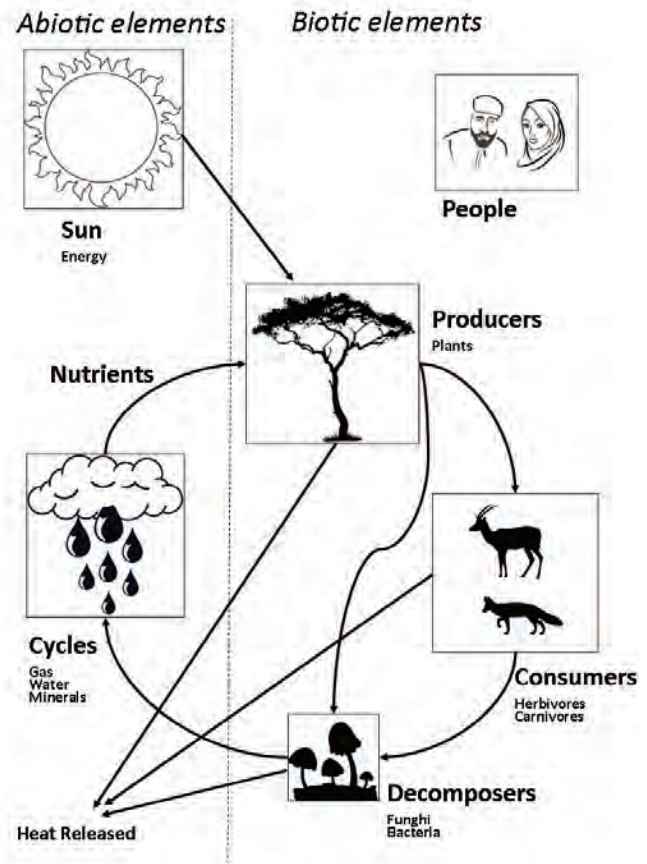 Abiotic elements
Biotic elements
Sun
Energy
People
Producers
Plants
Nutrients
Cycles
Gas
Water
Minerals
Consumers
Herbivores
Carnivores
Decomposers
Funghi
Bacteria
Heat Released